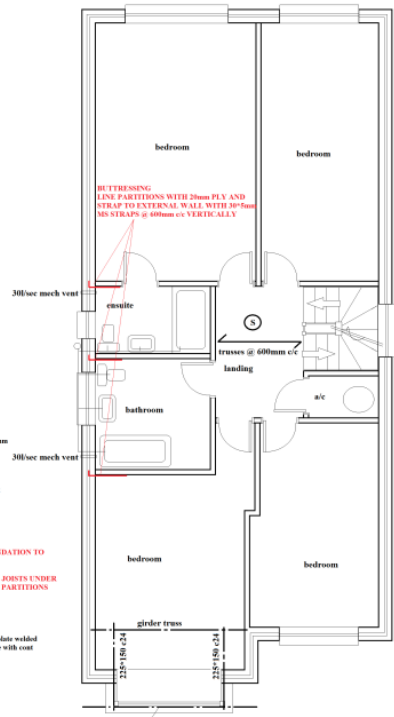 bedroom
bedroom
BUTTRESSING
LINE PARTITIONS WITH 20mm PLY AND
STRAP TO EXTERNAL WALL WITH 30*5mm
MS STRAPS @ 600mm c/c VERTICALLY
30l/sec mech vent
ensuite
S
trusses @ 600mm c/c
landing
a/c
bathroom
um
30l/sec mech vent
DATION TO
bedroom
bedroom
JOISTS UNDER
PARTITIONS
girder truss
225*150 c24
225*150 c24
plate welded
e with cont